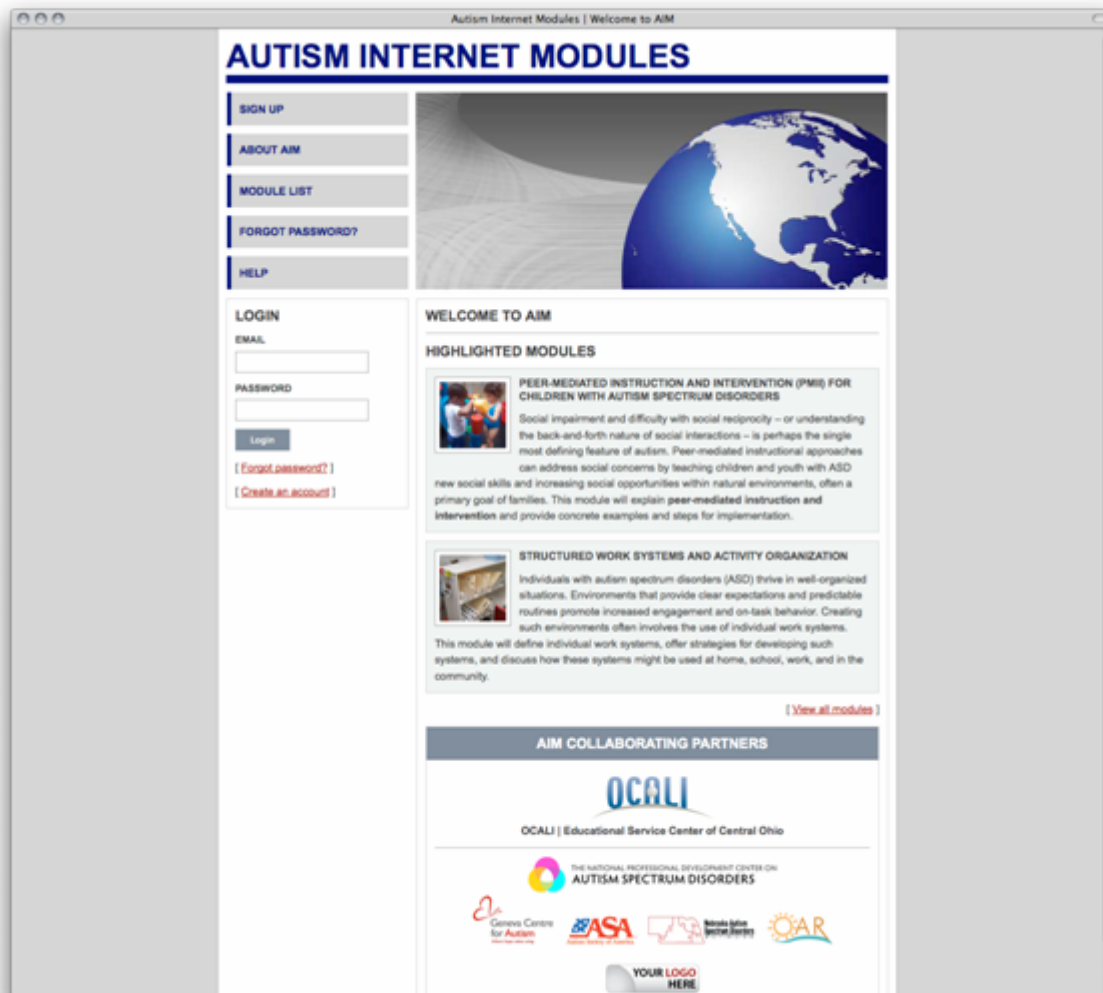 Autism Internet Modules | Welcome to AIM
AUTISM INTERNET MODULES
SIGN UP
ABOUT AIM
MODULE LIST
FORGOT PASSWORD?
HELP
LOGIN
EMAIL
PASSWORD
Login
[ Forgot password? ]
[ Create an account ]
WELCOME TO AIM
HIGHLIGHTED MODULES
PEER-MEDIATED INSTRUCTION AND INTERVENTION (PMII) FOR
CHILDREN WITH AUTISM SPECTRUM DISORDERS
Social impairment and difficulty with social reciprocity – or understanding
the back-and-forth nature of social interactions – is perhaps the single
most defining feature of autism. Peer-mediated instructional approaches
can address social concerns by teaching children and youth with ASD
new social skills and increasing social opportunities within natural environments, often a
primary goal of families. This module will explain peer-mediated instruction and
intervention and provide concrete examples and steps for implementation.
STRUCTURED WORK SYSTEMS AND ACTIVITY ORGANIZATION
Individuals with autism spectrum disorders (ASD) thrive in well-organized
situations. Environments that provide clear expectations and predictable
routines promote increased engagement and on-task behavior. Creating
such environments often involves the use of individual work systems.
This module will define individual work systems, offer strategies for developing such
systems, and discuss how these systems might be used at home, school, work, and in the
community.
[ View all modules ]
AIM COLLABORATING PARTNERS
OCALI
OCALI | Educational Service Center of Central Ohio
THE NATIONAL PROFESSIONAL DEVELOPMENT CENTER ON
AUTISM SPECTRUM DISORDERS
Geneva Centre
for Autism
ASA
Autism Society of America
Nebraska Autism
Spectrum Disorders
OAR
YOUR LOGO
HERE